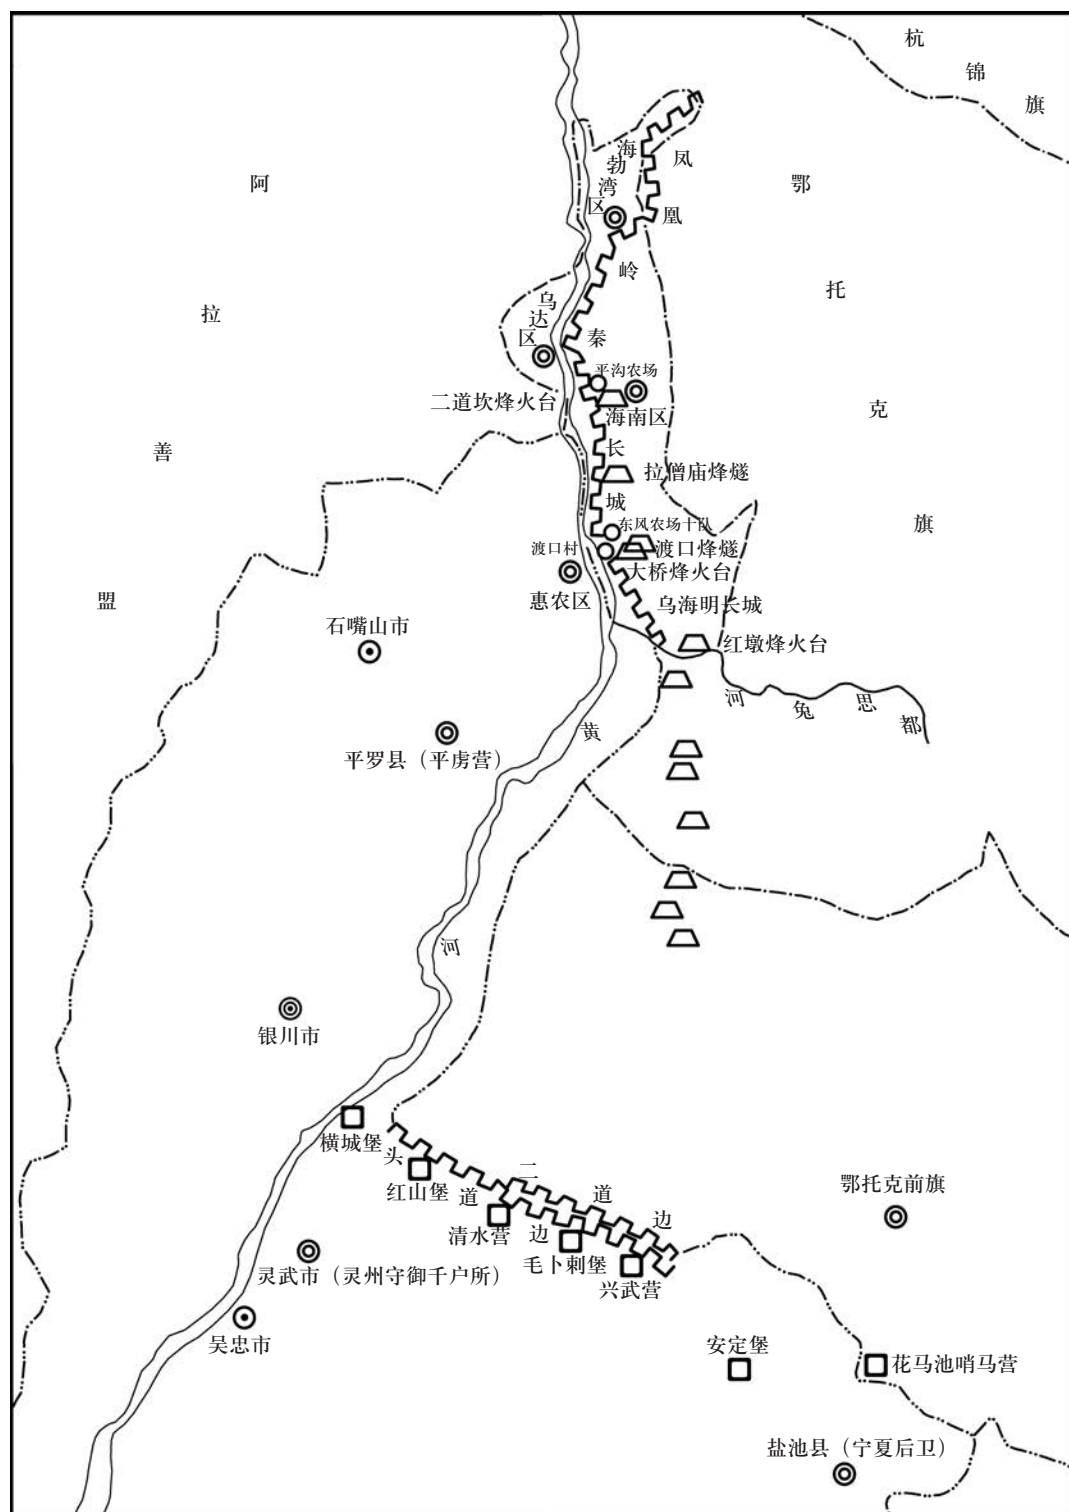 杭锦旗
阿拉善盟
鄂托克旗
海勃湾区
凤凰岭秦长城
乌达区
平沟农场
二道坎烽火台
海南区
拉僧庙烽燧
东风农场十队
渡口村
渡口烽燧
大桥烽火台
惠农区
乌海明长城
石嘴山市
红墩烽火台
都思兔河
黄河
平罗县（平虏营）
银川市
横城堡
头道边
二道边
红山堡
清水营
毛卜剌堡
兴武营
鄂托克前旗
灵武市（灵州守御千户所）
吴忠市
安定堡
花马池哨马营
盐池县（宁夏后卫）